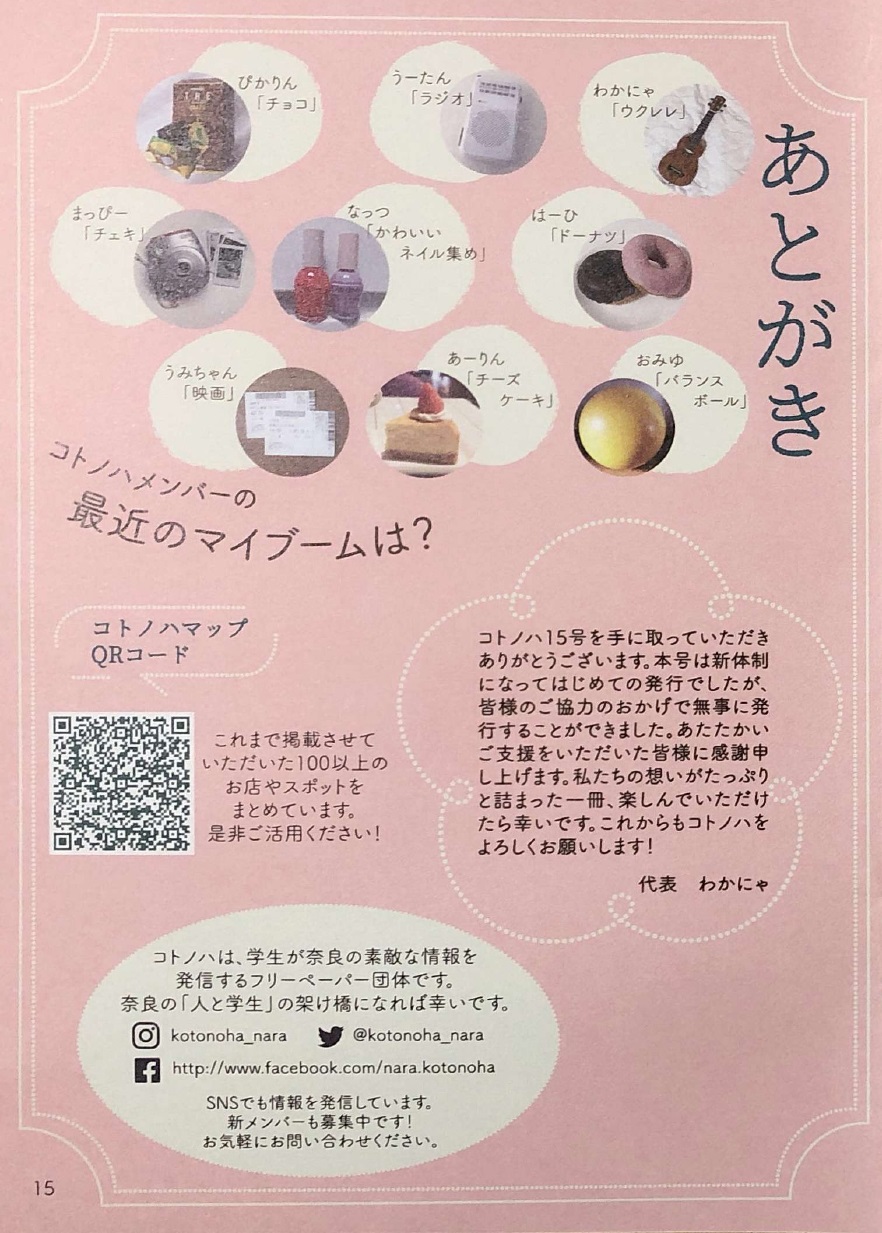 あとがき
ぴかりん
「チョコ」
うーたん
「ラジオ」
わかにゃ
「ウクレレ」
まっぴー
「チェキ」
なっつ
「かわいい
ネイル集め」
はーひ
「ドーナツ」
うみちゃん
「映画」
あーりん
「チーズ
ケーキ」
おみゆ
「バランス
ボール」
コトノハメンバーの
最近のマイブームは?
コトノハマップ
QRコード
これまで掲載させて
いただいた100以上の
お店やスポットを
まとめています。
是非ご活用ください!
コトノハ15号を手に取っていただき
ありがとうございます。本号は新体制
になってはじめての発行でしたが、
皆様のご協力のおかげで無事に発
行することができました。あたたかい
ご支援をいただいた皆様に感謝申
し上げます。私たちの想いがたっぷり
と詰まった一冊、楽しんでいただけ
たら幸いです。これからもコトノハを
よろしくお願いします!
代表 わかにゃ
コトノハは、学生が奈良の素敵な情報を
発信するフリーペーパー団体です。
奈良の「人と学生」の架け橋になれば幸いです。
kotonoha_nara @kotonoha_nara
http://www.facebook.com/nara.kotonoha
SNSでも情報を発信しています。
新メンバーも募集中です!
お気軽にお問い合わせください。
15